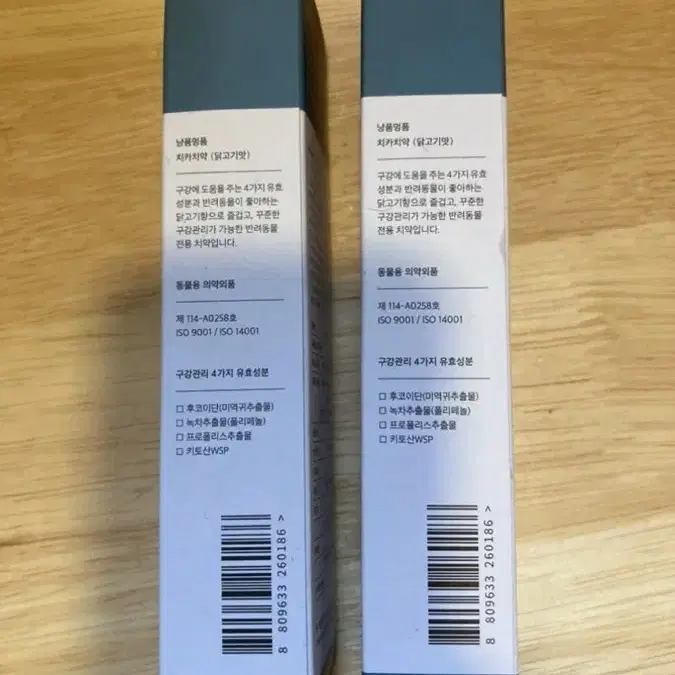 냥품멍품
치카치약 (닭고기맛)
구강에 도움을 주는 4가지 유효
성분과 반려동물이 좋아하는
닭고기향으로 즐겁고, 꾸준한
구강관리가 가능한 반려동물
전용 치약입니다.
동물용 의약외품
제 114-A0258호
ISO 9001 / ISO 14001
구강관리 4가지 유효성분
☐ 후코이단(미역귀추출물)
☐ 녹차추출물(폴리페놀)
☐ 프로폴리스추출물
☐ 키토산WSP
8 809633 260186 >
냥품멍품
치카치약 (닭고기맛)
구강에 도움을 주는 4가지 유효
성분과 반려동물이 좋아하는
닭고기향으로 즐겁고, 꾸준한
구강관리가 가능한 반려동물
전용 치약입니다.
동물용 의약외품
제 114-A0258호
ISO 9001 / ISO 14001
구강관리 4가지 유효성분
☐ 후코이단(미역귀추출물)
☐ 녹차추출물(폴리페놀)
☐ 프로폴리스추출물
☐ 키토산WSP
8 809633 260186 >